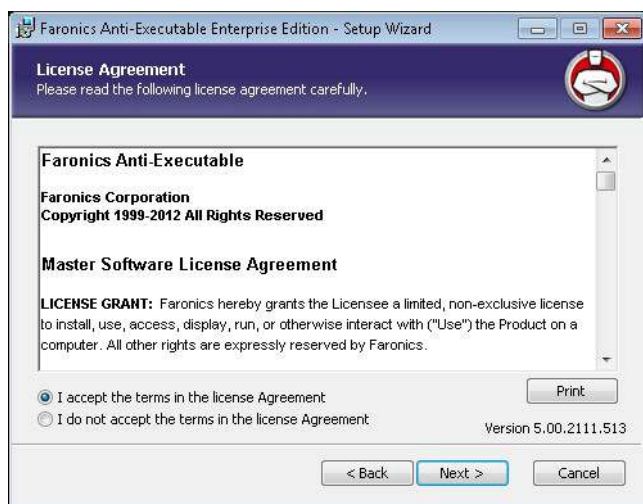 Faronics Anti-Executable Enterprise Edition - Setup Wizard
License Agreement
Please read the following license agreement carefully.
Faronics Anti-Executable
Faronics Corporation
Copyright 1999-2012 All Rights Reserved
Master Software License Agreement
LICENSE GRANT: Faronics hereby grants the Licensee a limited, non-exclusive license
to install, use, access, display, run, or otherwise interact with ("Use") the Product on a
computer. All other rights are expressly reserved by Faronics.
I accept the terms in the license Agreement
Print
I do not accept the terms in the license Agreement
Version 5.00.2111.513
< Back
Next >
Cancel